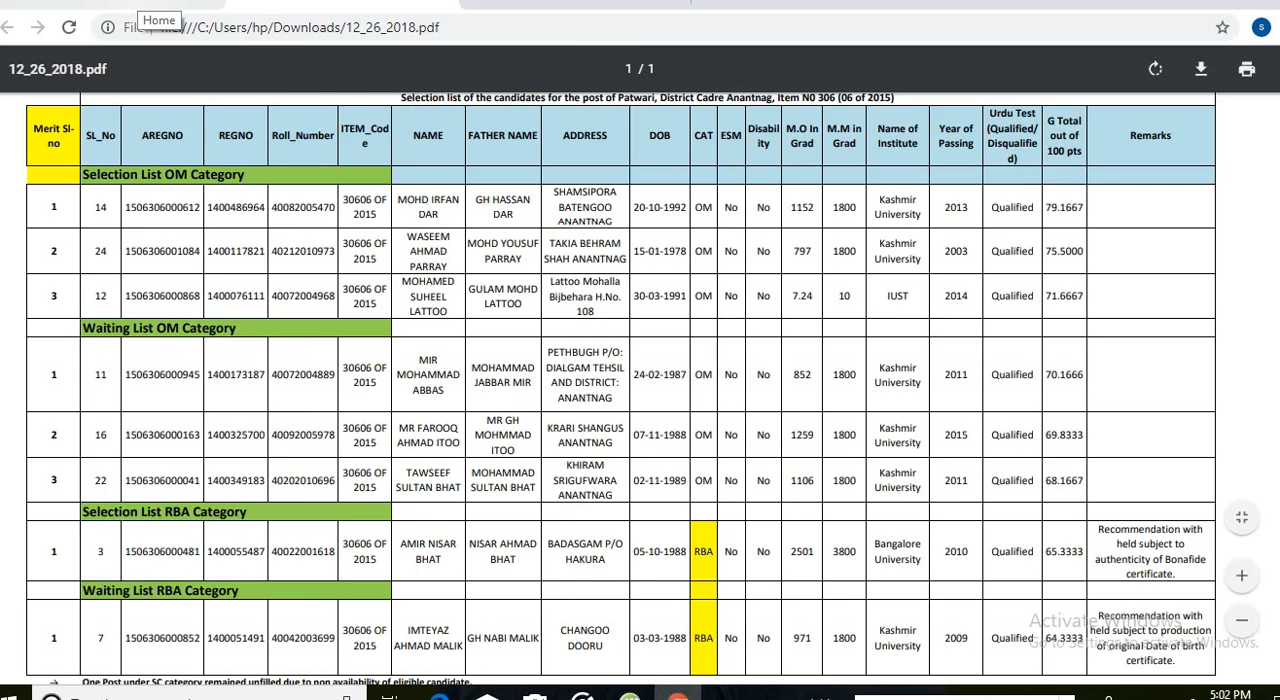 Home
File
///C:/Users/hp/Downloads/12_26_2018.pdf
S
12_26_2018.pdf
1 / 1
Selection list of the candidates for the post of Patwari, District Cadre Anantnag, Item N0 306 (06 of 2015)
Merit Sl-no SL_No AREGNO REGNO Roll_Number ITEM_Code NAME FATHER NAME ADDRESS DOB CAT ESM Disability M.O In Grad M.M in Grad Name of Institute Year of Passing Urdu Test (Qualified/Disqualified) G Total out of 100 pts Remarks
Selection List OM Category
1 14 1506306000612 1400486964 40082005470 30606 OF 2015 MOHD IRFAN DAR GH HASSAN DAR SHAMSIPORA BATENGOO ANANTNAG 20-10-1992 OM No No 1152 1800 Kashmir University 2013 Qualified 79.1667
2 24 1506306001084 1400117821 40212010973 30606 OF 2015 WASEEM AHMAD PARRAY MOHD YOUSUF PARRAY TAKIA BEHRAM SHAH ANANTNAG 15-01-1978 OM No No 797 1800 Kashmir University 2003 Qualified 75.5000
3 12 1506306000868 1400076111 40072004968 30606 OF 2015 MOHAMED SUHEEL LATTOO GULAM MOHD LATTOO Lattoo Mohalla Bijbehara H.No. 108 30-03-1991 OM No No 7.24 10 IUST 2014 Qualified 71.6667
Waiting List OM Category
1 11 1506306000945 1400173187 40072004889 30606 OF 2015 MIR MOHAMMAD ABBAS MOHAMMAD JABBAR MIR PETHBUGH P/O: DIALGAM TEHSIL AND DISTRICT: ANANTNAG 24-02-1987 OM No No 852 1800 Kashmir University 2011 Qualified 70.1666
2 16 1506306000163 1400325700 40092005978 30606 OF 2015 MR FAROOQ AHMAD ITOO MR GH MOHMMAD ITOO KRARI SHANGUS ANANTNAG 07-11-1988 OM No No 1259 1800 Kashmir University 2015 Qualified 69.8333
3 22 1506306000041 1400349183 40202010696 30606 OF 2015 TAWSEEF SULTAN BHAT MOHAMMAD SULTAN BHAT KHIRAM SRIGUFWARA ANANTNAG 02-11-1989 OM No No 1106 1800 Kashmir University 2011 Qualified 68.1667
Selection List RBA Category
1 3 1506306000481 1400055487 40022001618 30606 OF 2015 AMIR NISAR BHAT NISAR AHMAD BHAT BADASGAM P/O HAKURA 05-10-1988 RBA No No 2501 3800 Bangalore University 2010 Qualified 65.3333 Recommendation with held subject to authenticity of Bonafide certificate.
Waiting List RBA Category
1 7 1506306000852 1400051491 40042003699 30606 OF 2015 IMTEYAZ AHMAD MALIK GH NABI MALIK CHANGOO DOORU 03-03-1988 RBA No No 971 1800 Kashmir University 2009 Qualified 64.3333 Recommendation with held subject to production of original Date of birth certificate.
Activate Windows
Go to Settings to activate Windows.
One Post under SC category remained unfilled due to non availability of elirible candidate.
5:02 PM